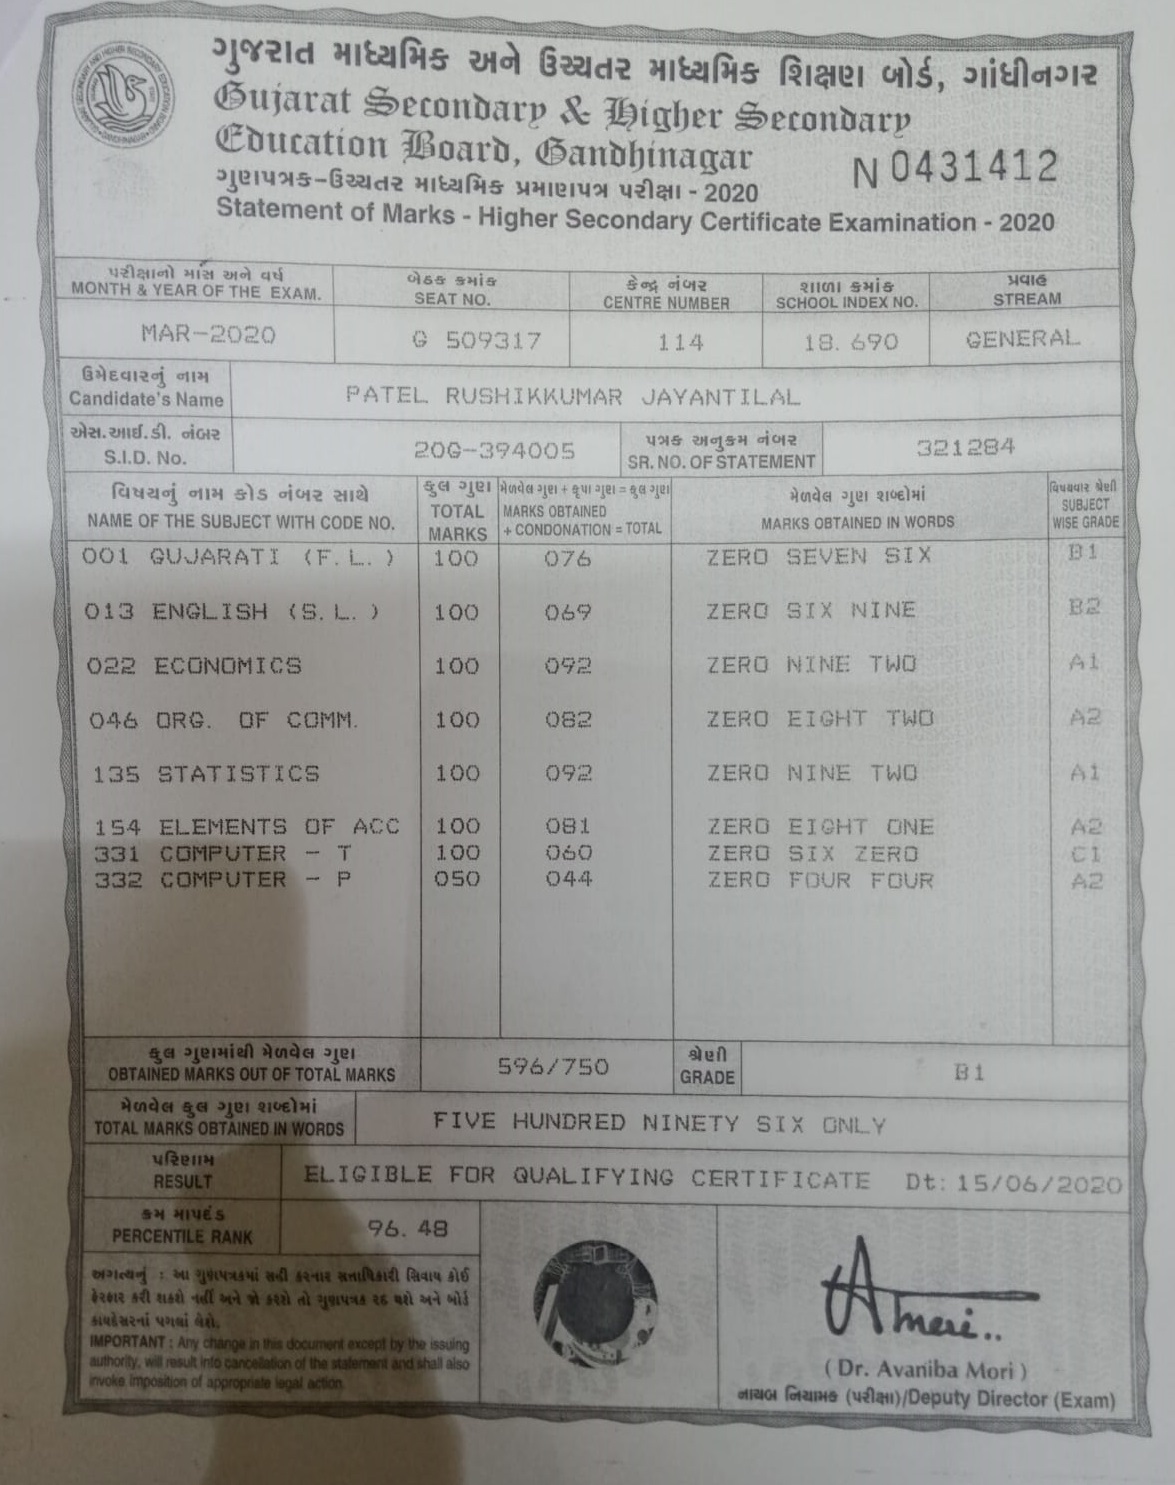 ગુજરાત માધ્યમિક અને ઉચ્ચતર માધ્યમિક શિક્ષણ બોર્ડ, ગાંધીનગર
Gujarat Secondary & Higher Secondary
Education Board, Gandhinagar
N 0431412
ગુણપત્રક-ઉચ્ચતર માધ્યમિક પ્રમાણપત્ર પરીક્ષા - 2020
Statement of Marks - Higher Secondary Certificate Examination - 2020
પરીક્ષાનો માસ અને વર્ષ બેઠક ક્રમાંક કેન્દ્ર નંબર શાળા ક્રમાંક પ્રવાહ
MONTH & YEAR OF THE EXAM. SEAT NO. CENTRE NUMBER SCHOOL INDEX NO. STREAM
MAR-2020 G 509317 114 18. 690 GENERAL
ઉમેદવારનું નામ
Candidate's Name PATEL RUSHIKKUMAR JAYANTILAL
એસ.આઈ.ડી. નંબર પત્રક અનુક્રમ નંબર
S.I.D. No. 20G-394005 SR. NO. OF STATEMENT 321284
વિષયનું નામ કોડ નંબર સાથે કુલ ગુણ મેળવેલ ગુણ + કૃપા ગુણ = કુલ ગુણ મેળવેલ ગુણ શબ્દોમાં વિષયવાર શ્રેણી
NAME OF THE SUBJECT WITH CODE NO. TOTAL MARKS MARKS OBTAINED + CONDONATION = TOTAL MARKS OBTAINED IN WORDS SUBJECT WISE GRADE
001 GUJARATI (F. L. ) 100 076 ZERO SEVEN SIX B1
013 ENGLISH (S. L. ) 100 069 ZERO SIX NINE B2
022 ECONOMICS 100 092 ZERO NINE TWO A1
046 ORG. OF COMM. 100 082 ZERO EIGHT TWO A2
135 STATISTICS 100 092 ZERO NINE TWO A1
154 ELEMENTS OF ACC 100 081 ZERO EIGHT ONE A2
331 COMPUTER - T 100 060 ZERO SIX ZERO C1
332 COMPUTER - P 050 044 ZERO FOUR FOUR A2
કુલ ગુણમાંથી મેળવેલ ગુણ શ્રેણી
OBTAINED MARKS OUT OF TOTAL MARKS 596/750 GRADE B1
મેળવેલ કુલ ગુણ શબ્દોમાં
TOTAL MARKS OBTAINED IN WORDS FIVE HUNDRED NINETY SIX ONLY
પરિણામ
RESULT ELIGIBLE FOR QUALIFYING CERTIFICATE Dt: 15/06/2020
ક્રમ માપદંડ
PERCENTILE RANK 96. 48
અગત્યનું : આ ગુણપત્રકમાં સહી કરનાર સત્તાધિકારી સિવાય કોઈ
ફેરફાર કરી શકશે નહીં અને જો કરશે તો ગુણપત્રક રદ થશે અને બોર્ડ
કાયદેસરનાં પગલાં લેશે.
IMPORTANT : Any change in this document except by the issuing
authority, will result into cancellation of the statement and shall also
invoke imposition of appropriate legal action.
Ameri..
( Dr. Avaniba Mori )
નાયબ નિયામક (પરીક્ષા)/Deputy Director (Exam)